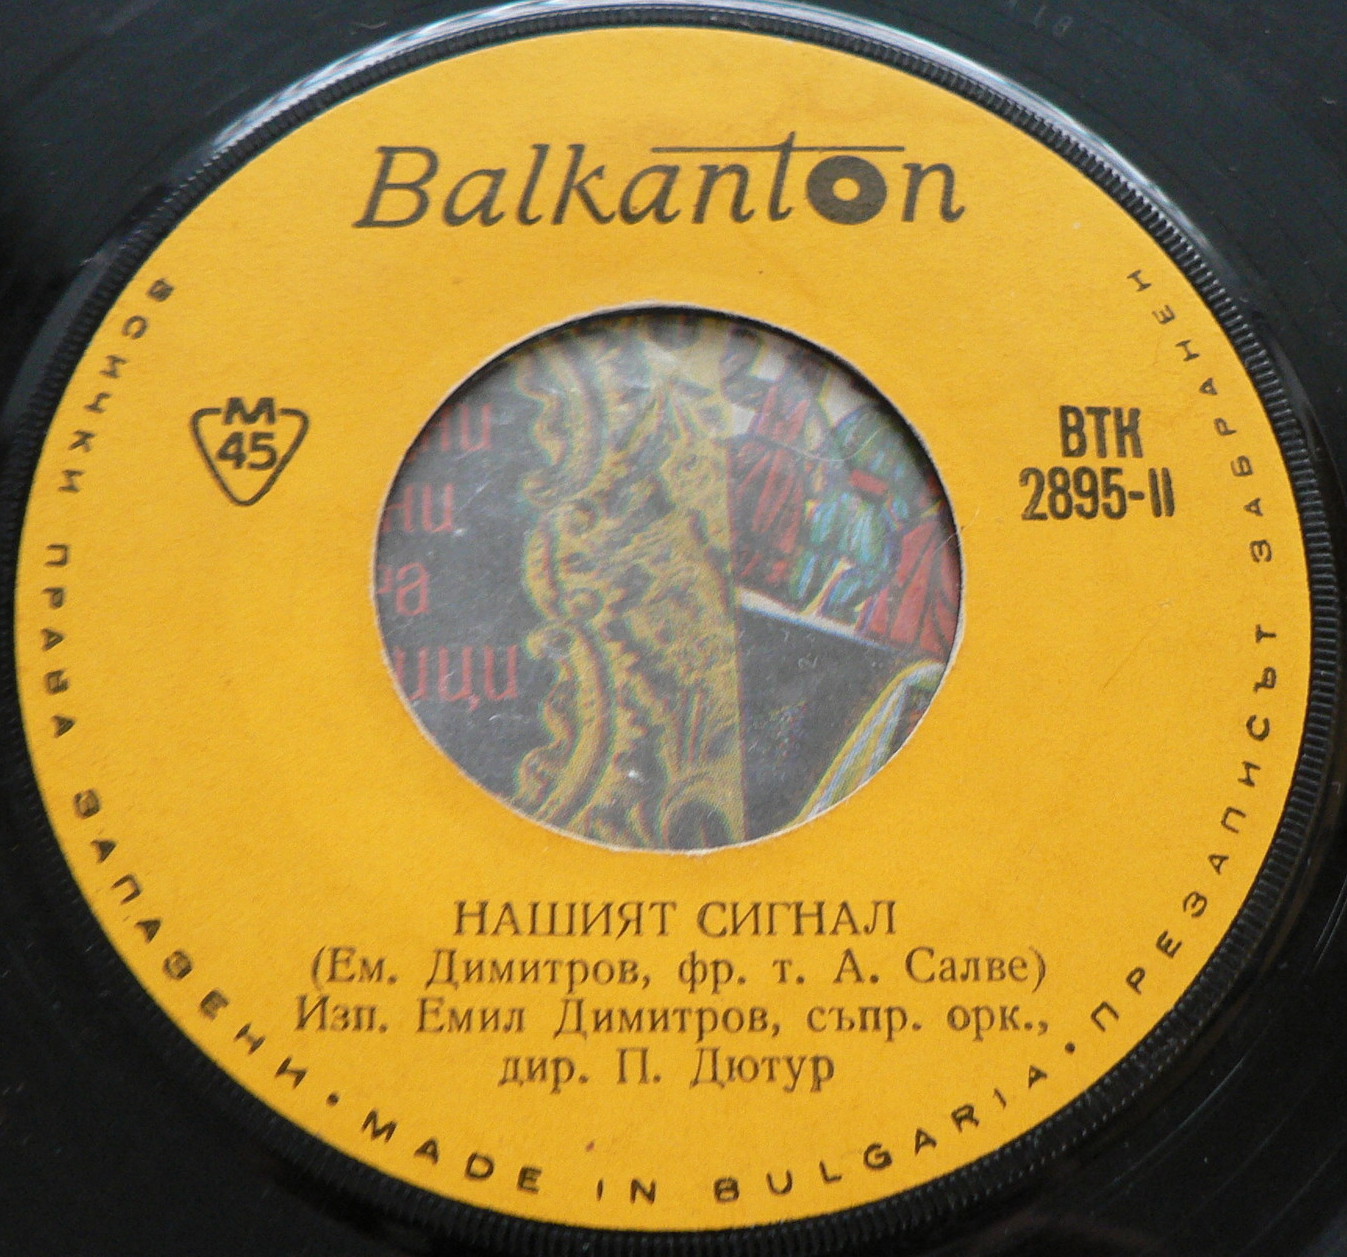 Balkanton
M
45
ВТК
2895-II
НАШИЯТ СИГНАЛ
(Ем. Димитров, фр. т. А. Салве)
Изп. Емил Димитров, съпр. орк.,
дир. П. Дютур
ВСИЧКИ ПРАВА ЗАПАЗЕНИ • MADE IN BULGARIA • ПРЕЗАПИСЪТ ЗАБРАНЕН